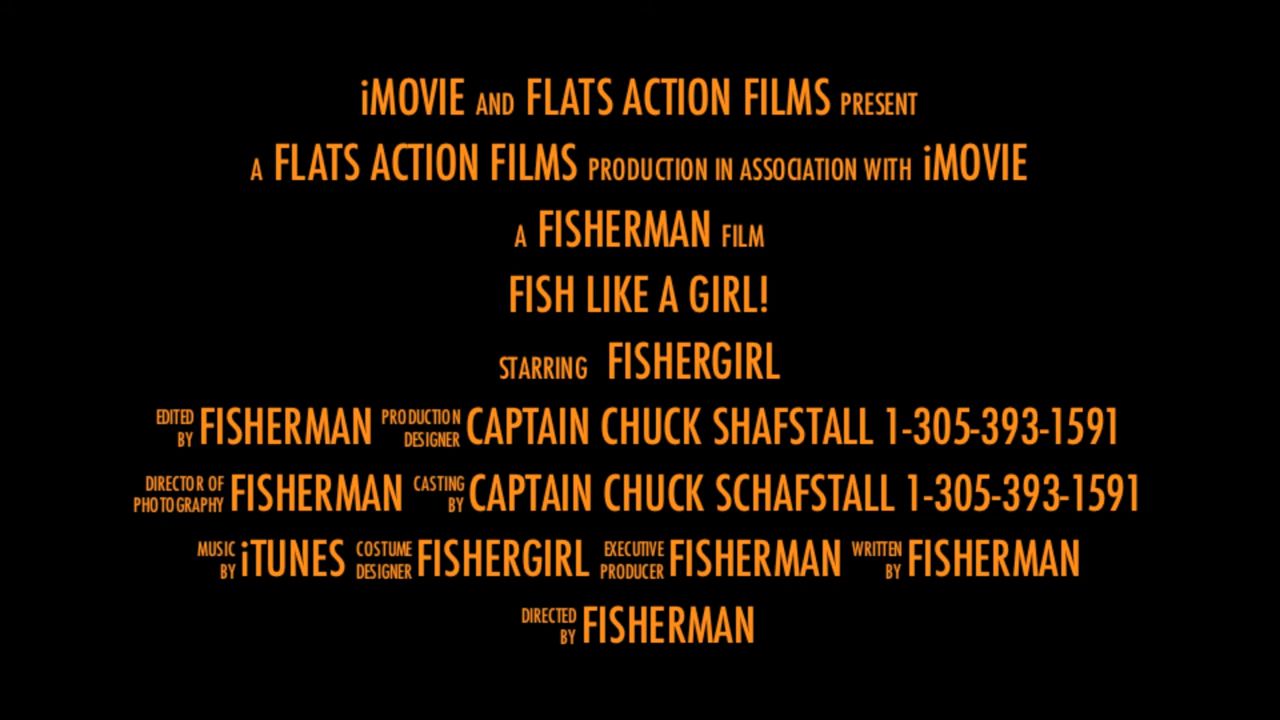 iMOVIE AND FLATS ACTION FILMS PRESENT
A FLATS ACTION FILMS PRODUCTION IN ASSOCIATION WITH iMOVIE
A FISHERMAN FILM
FISH LIKE A GIRL!
STARRING FISHERGIRL
EDITED BY FISHERMAN PRODUCTION DESIGNER CAPTAIN CHUCK SHAFSTALL 1-305-393-1591
DIRECTOR OF PHOTOGRAPHY FISHERMAN CASTING BY CAPTAIN CHUCK SCHAFSTALL 1-305-393-1591
MUSIC BY iTUNES COSTUME DESIGNER FISHERGIRL EXECUTIVE PRODUCER FISHERMAN WRITTEN BY FISHERMAN
DIRECTED BY FISHERMAN